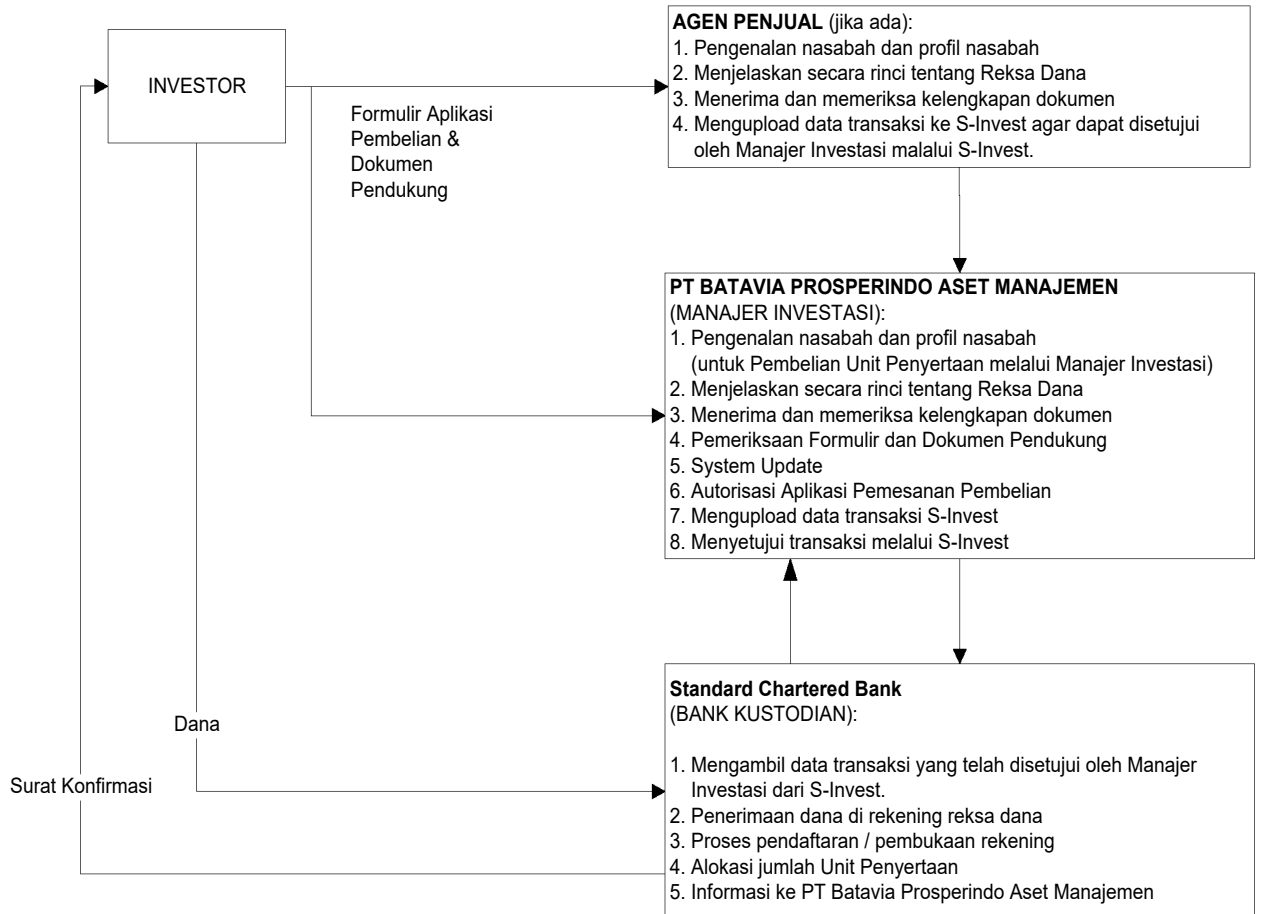 INVESTOR
Formulir Aplikasi
Pembelian &
Dokumen
Pendukung
AGEN PENJUAL (jika ada):
1. Pengenalan nasabah dan profil nasabah
2. Menjelaskan secara rinci tentang Reksa Dana
3. Menerima dan memeriksa kelengkapan dokumen
4. Mengupload data transaksi ke S-Invest agar dapat disetujui
oleh Manajer Investasi malalui S-Invest.
PT BATAVIA PROSPERINDO ASET MANAJEMEN
(MANAJER INVESTASI):
1. Pengenalan nasabah dan profil nasabah
(untuk Pembelian Unit Penyertaan melalui Manajer Investasi)
2. Menjelaskan secara rinci tentang Reksa Dana
3. Menerima dan memeriksa kelengkapan dokumen
4. Pemeriksaan Formulir dan Dokumen Pendukung
5. System Update
6. Autorisasi Aplikasi Pemesanan Pembelian
7. Mengupload data transaksi S-Invest
8. Menyetujui transaksi melalui S-Invest
Dana
Surat Konfirmasi
Standard Chartered Bank
(BANK KUSTODIAN):
1. Mengambil data transaksi yang telah disetujui oleh Manajer
Investasi dari S-Invest.
2. Penerimaan dana di rekening reksa dana
3. Proses pendaftaran / pembukaan rekening
4. Alokasi jumlah Unit Penyertaan
5. Informasi ke PT Batavia Prosperindo Aset Manajemen